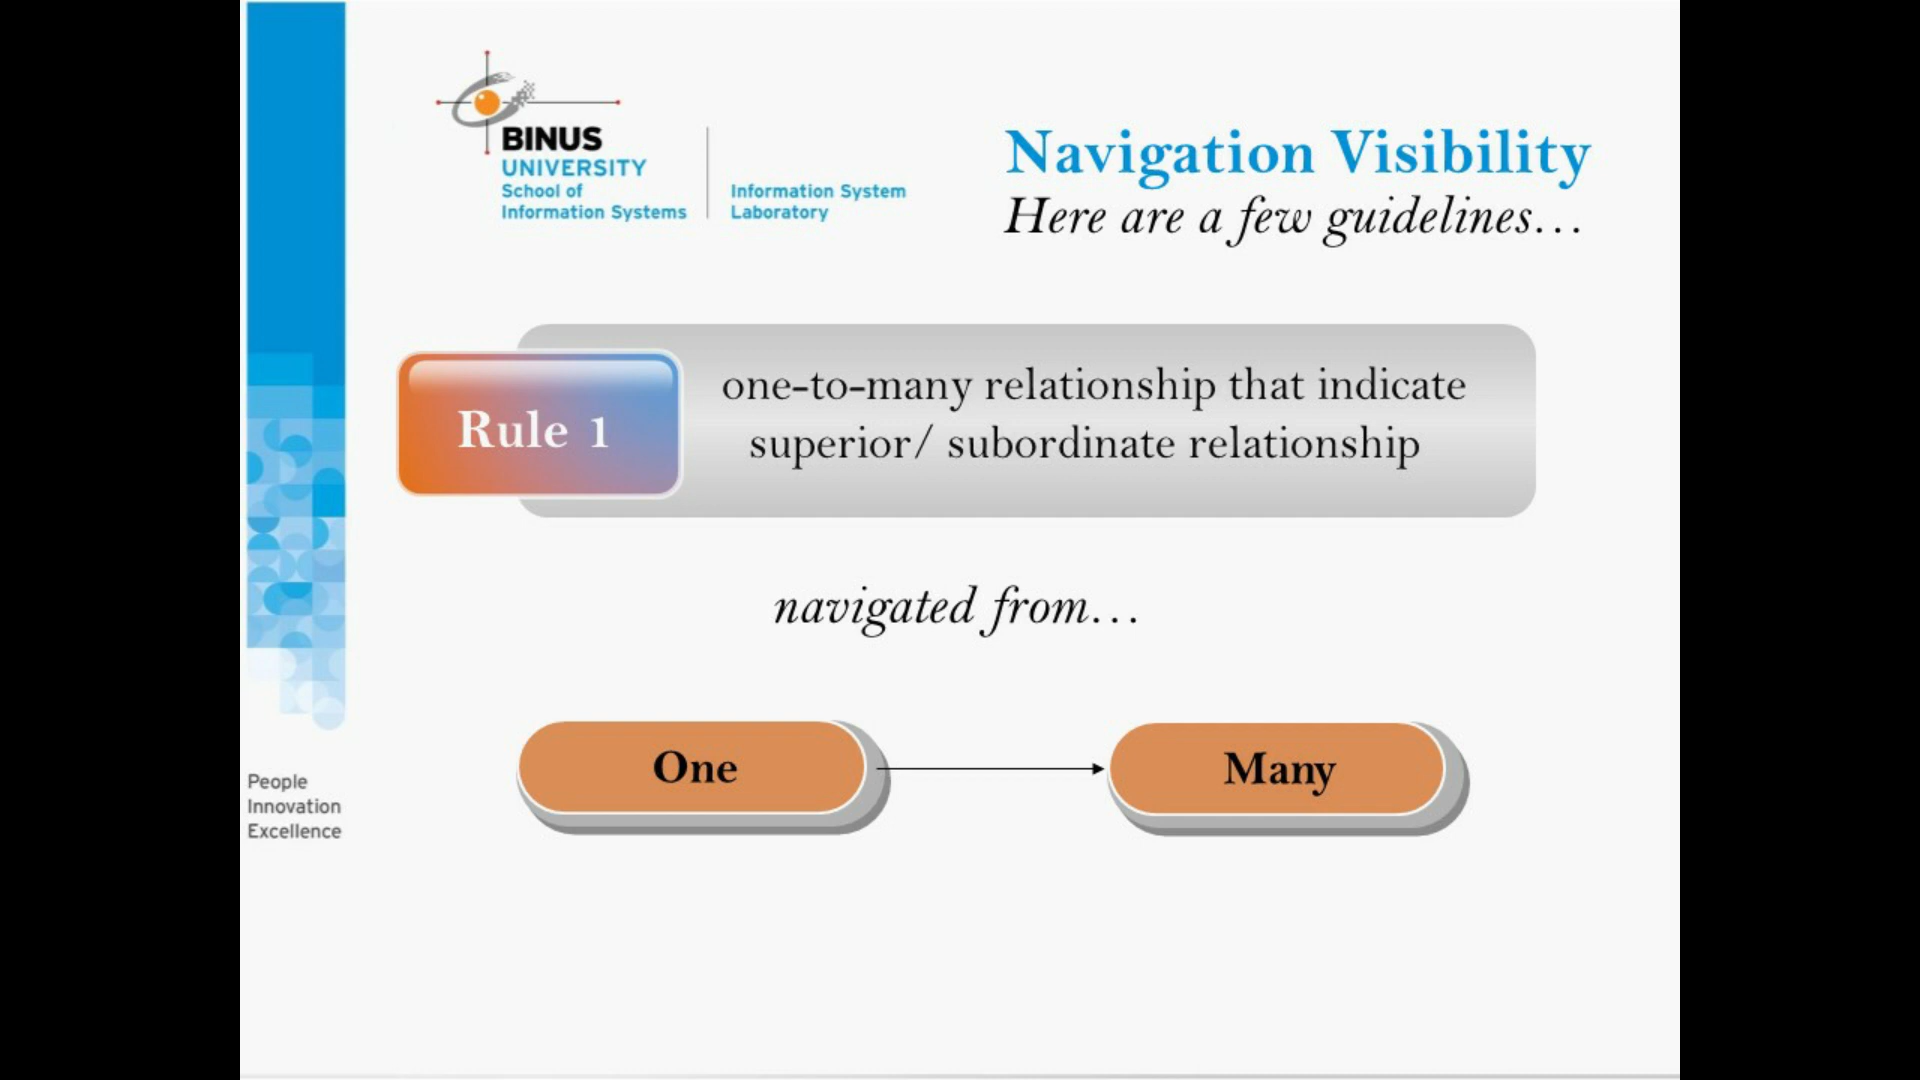 BINUS
UNIVERSITY
School of
Information Systems
Information System
Laboratory
Navigation Visibility
Here are a few guidelines...
Rule 1
one-to-many relationship that indicate
superior/ subordinate relationship
navigated from...
One
Many
People
Innovation
Excellence